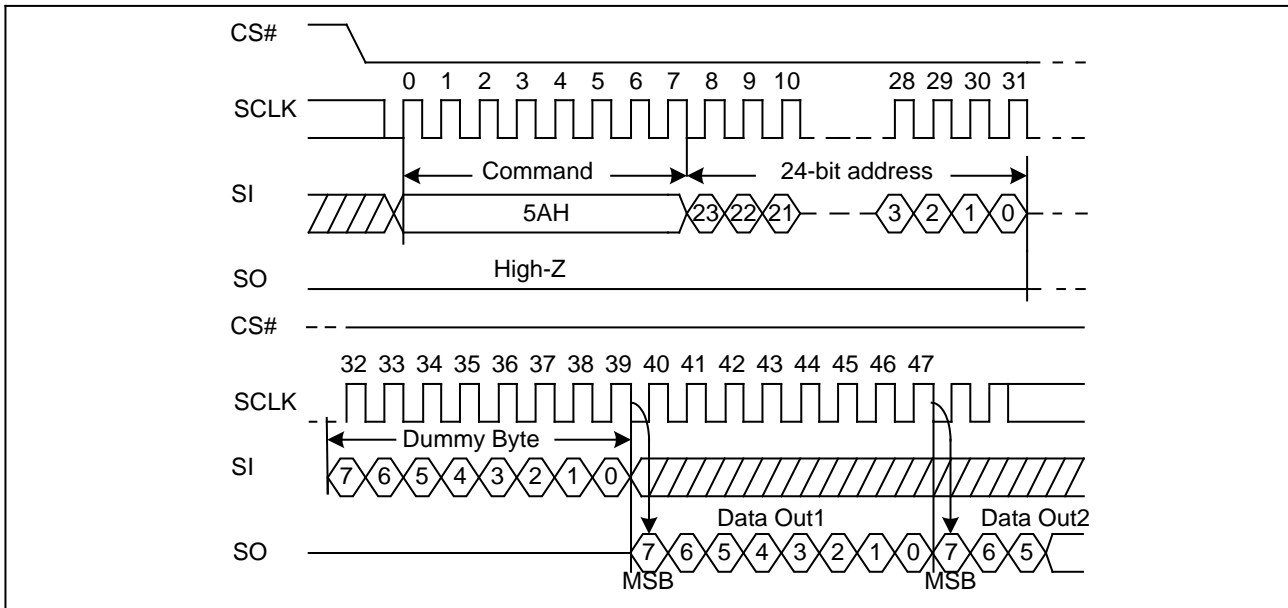 CS#
0 1 2 3 4 5 6 7 8 9 10 28 29 30 31
SCLK
Command 24-bit address
SI
5AH 23 22 21 3 2 1 0
High-Z
SO
CS#
32 33 34 35 36 37 38 39 40 41 42 43 44 45 46 47
SCLK
Dummy Byte
SI
7 6 5 4 3 2 1 0
Data Out1 Data Out2
SO
7 6 5 4 3 2 1 0 7 6 5
MSB MSB